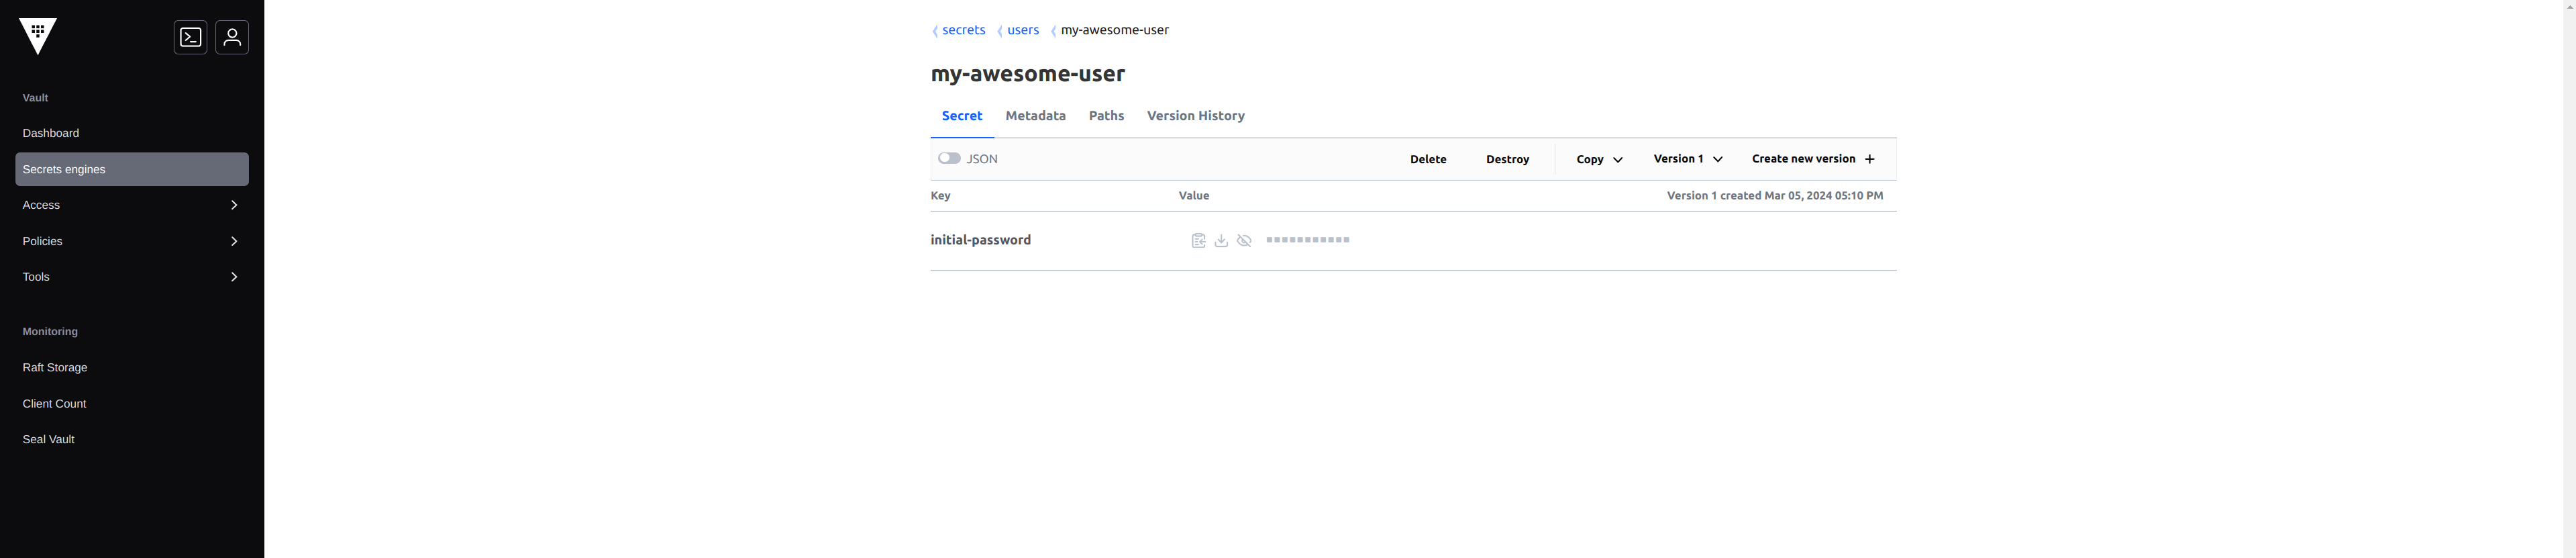 Vault
Dashboard
Secrets engines
Access
Policies
Tools
Monitoring
Raft Storage
Client Count
Seal Vault
secrets users my-awesome-user
my-awesome-user
Secret Metadata Paths Version History
JSON Delete Destroy Copy Version 1 Create new version
Key Value Version 1 created Mar 05, 2024 05:10 PM
initial-password